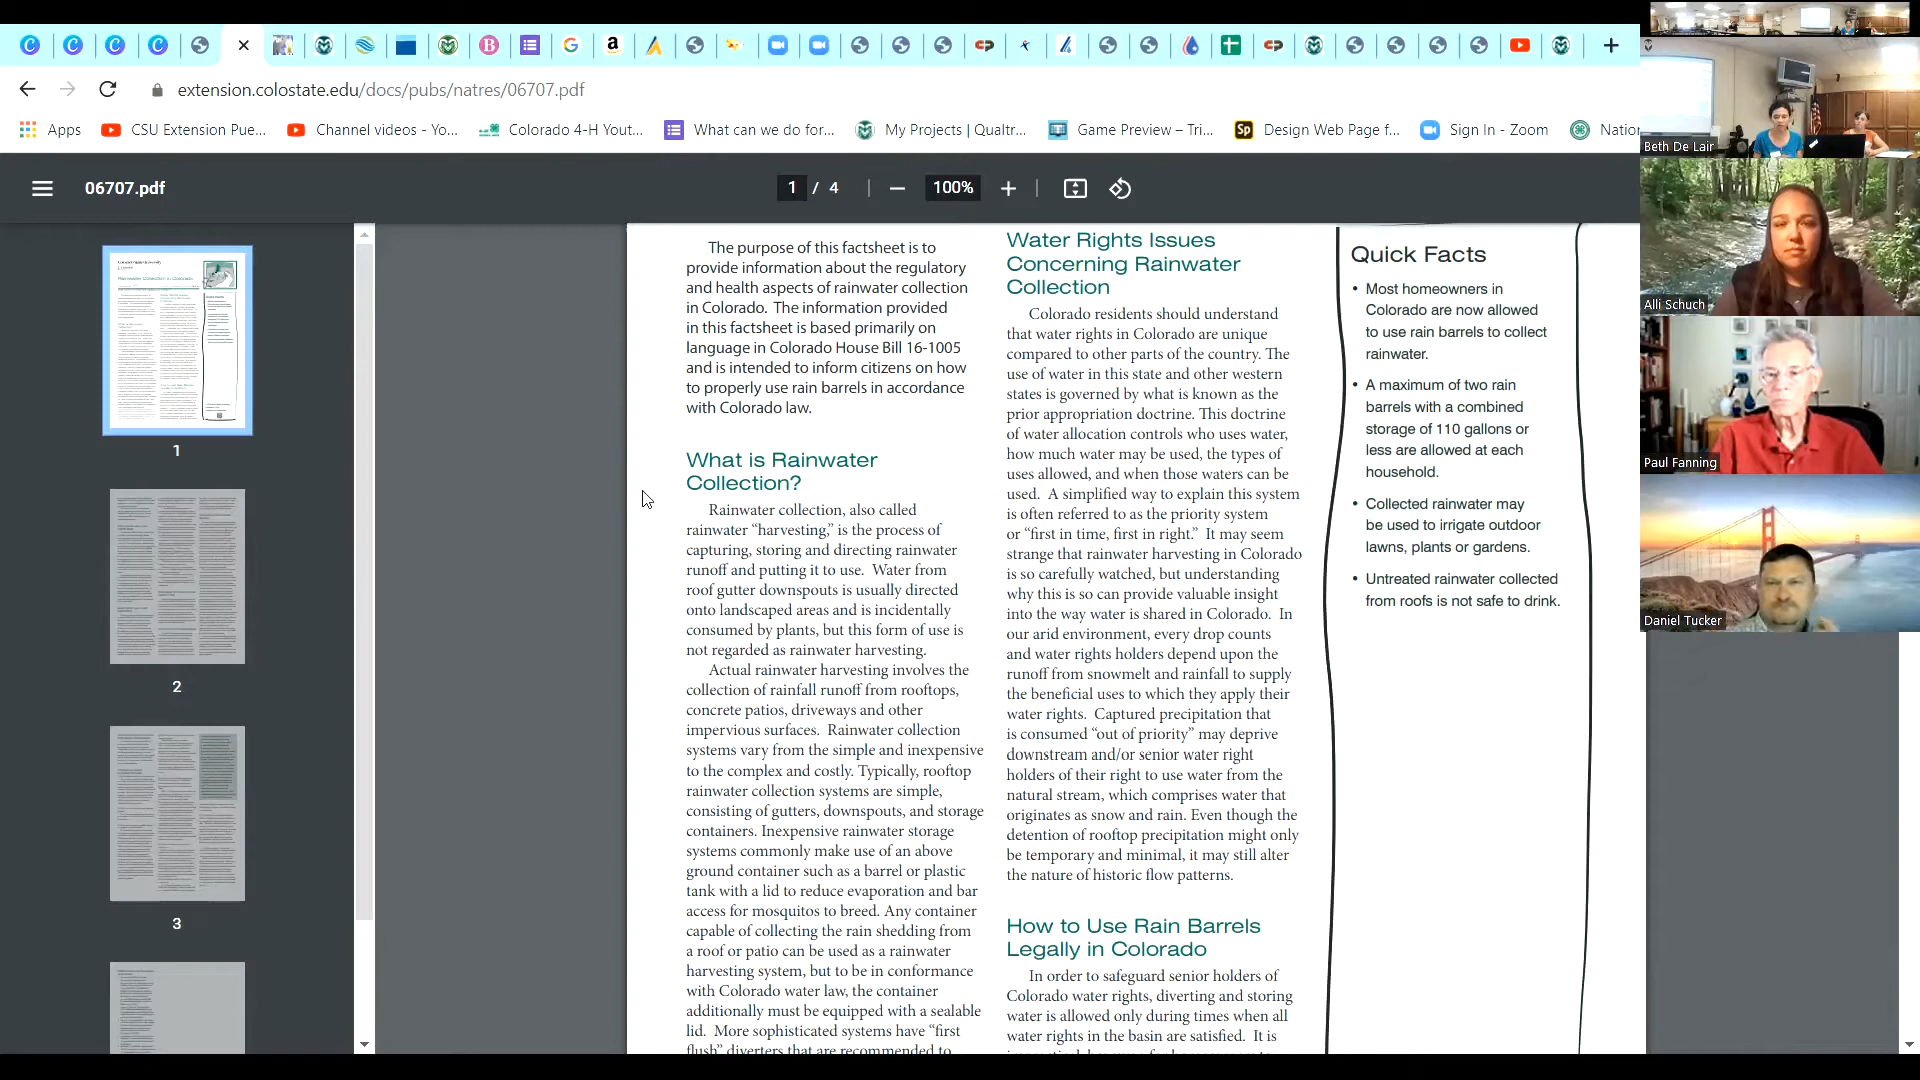 extension.colostate.edu/docs/pubs/natres/06707.pdf
Apps
CSU Extension Pue...
Channel videos - Yo...
Colorado 4-H Yout...
What can we do for...
My Projects | Qualtr...
Game Preview – Tri...
Design Web Page f...
Sign In - Zoom
Natio
06707.pdf
1 / 4
100%
1
2
3
The purpose of this factsheet is to
provide information about the regulatory
and health aspects of rainwater collection
in Colorado. The information provided
in this factsheet is based primarily on
language in Colorado House Bill 16-1005
and is intended to inform citizens on how
to properly use rain barrels in accordance
with Colorado law.
What is Rainwater
Collection?
Rainwater collection, also called
rainwater “harvesting,” is the process of
capturing, storing and directing rainwater
runoff and putting it to use. Water from
roof gutter downspouts is usually directed
onto landscaped areas and is incidentally
consumed by plants, but this form of use is
not regarded as rainwater harvesting.
Actual rainwater harvesting involves the
collection of rainfall runoff from rooftops,
concrete patios, driveways and other
impervious surfaces. Rainwater collection
systems vary from the simple and inexpensive
to the complex and costly. Typically, rooftop
rainwater collection systems are simple,
consisting of gutters, downspouts, and storage
containers. Inexpensive rainwater storage
systems commonly make use of an above
ground container such as a barrel or plastic
tank with a lid to reduce evaporation and bar
access for mosquitos to breed. Any container
capable of collecting the rain shedding from
a roof or patio can be used as a rainwater
harvesting system, but to be in conformance
with Colorado water law, the container
additionally must be equipped with a sealable
lid. More sophisticated systems have “first
flush” diverters that are recommended to
Water Rights Issues
Concerning Rainwater
Collection
Colorado residents should understand
that water rights in Colorado are unique
compared to other parts of the country. The
use of water in this state and other western
states is governed by what is known as the
prior appropriation doctrine. This doctrine
of water allocation controls who uses water,
how much water may be used, the types of
uses allowed, and when those waters can be
used. A simplified way to explain this system
is often referred to as the priority system
or “first in time, first in right.” It may seem
strange that rainwater harvesting in Colorado
is so carefully watched, but understanding
why this is so can provide valuable insight
into the way water is shared in Colorado. In
our arid environment, every drop counts
and water rights holders depend upon the
runoff from snowmelt and rainfall to supply
the beneficial uses to which they apply their
water rights. Captured precipitation that
is consumed “out of priority” may deprive
downstream and/or senior water right
holders of their right to use water from the
natural stream, which comprises water that
originates as snow and rain. Even though the
detention of rooftop precipitation might only
be temporary and minimal, it may still alter
the nature of historic flow patterns.
How to Use Rain Barrels
Legally in Colorado
In order to safeguard senior holders of
Colorado water rights, diverting and storing
water is allowed only during times when all
water rights in the basin are satisfied. It is
Quick Facts
• Most homeowners in
Colorado are now allowed
to use rain barrels to collect
rainwater.
• A maximum of two rain
barrels with a combined
storage of 110 gallons or
less are allowed at each
household.
• Collected rainwater may
be used to irrigate outdoor
lawns, plants or gardens.
• Untreated rainwater collected
from roofs is not safe to drink.
Beth De Lair
Alli Schuch
Paul Fanning
Daniel Tucker